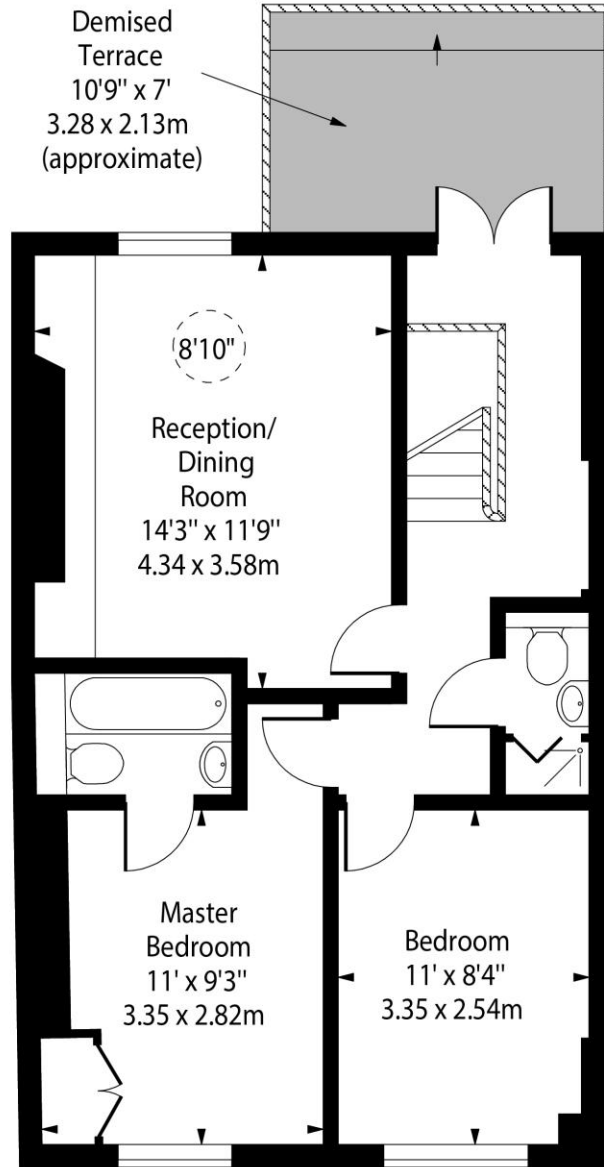 Demised
Terrace
10'9" x 7'
3.28 x 2.13m
(approximate)
8'10"
Reception/
Dining
Room
14'3" x 11'9"
4.34 x 3.58m
Master
Bedroom
11' x 9'3"
3.35 x 2.82m
Bedroom
11' x 8'4"
3.35 x 2.54m